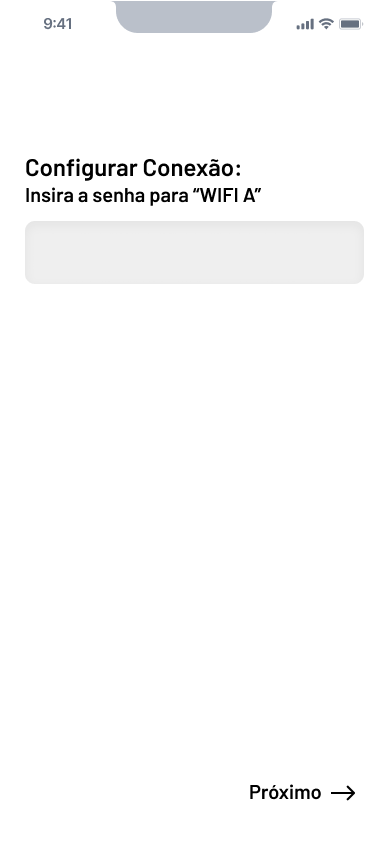 9:41
Configurar Conexão:
Insira a senha para “WIFI A”
Próximo